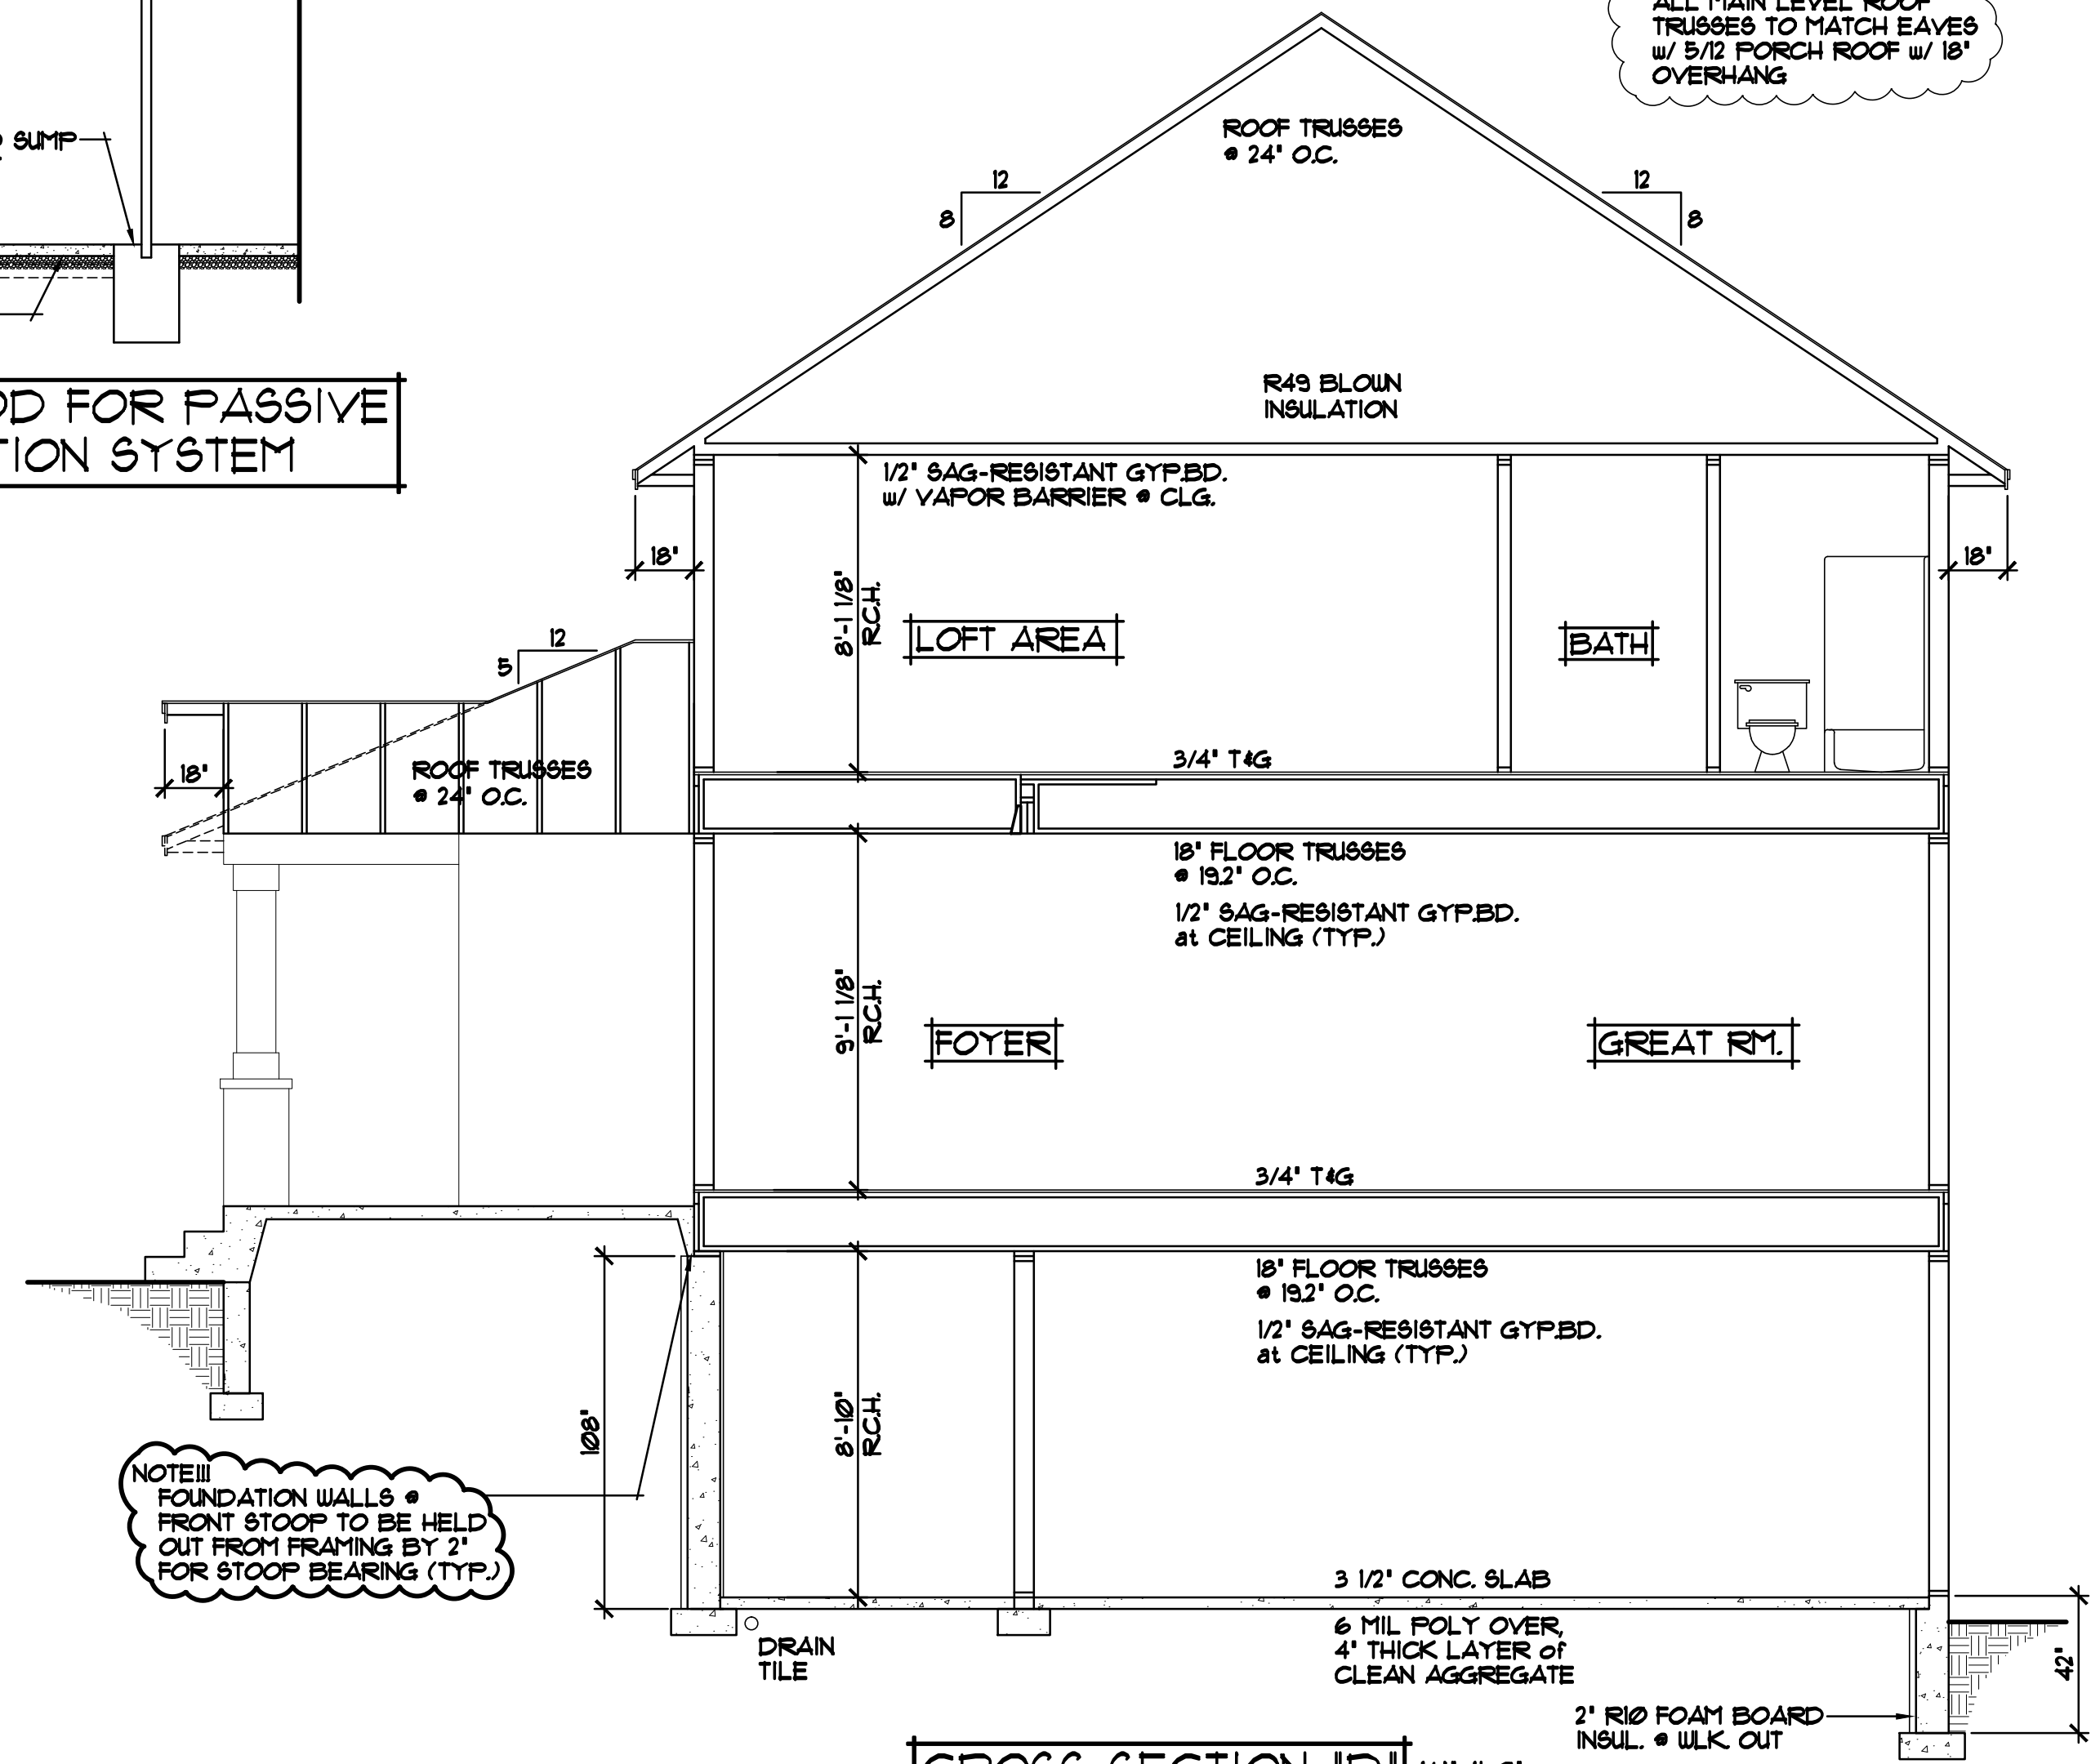 TRUSSES TO MATCH EAVES
w/ 5/12 PORCH ROOF w/ 18"
OVERHANG
ROOF TRUSSES
@ 24" O.C.
SUMP
12
8
12
8
FOR PASSIVE
SYSTEM
R49 BLOWN
INSULATION
1/2" SAG-RESISTANT GYP.BD.
w/ VAPOR BARRIER @ CLG.
18"
18"
8'-1 1/8"
R.C.H.
LOFT AREA
BATH
12
5
18"
ROOF TRUSSES
@ 24" O.C.
3/4" T&G
18" FLOOR TRUSSES
@ 19.2" O.C.
1/2" SAG-RESISTANT GYP.BD.
at CEILING (TYP.)
9'-1 1/8"
R.C.H.
FOYER
GREAT RM.
3/4" T&G
18" FLOOR TRUSSES
@ 19.2" O.C.
1/2" SAG-RESISTANT GYP.BD.
at CEILING (TYP.)
108"
8'-10"
R.C.H.
NOTE!!!
FOUNDATION WALLS @
FRONT STOOP TO BE HELD
OUT FROM FRAMING BY 2"
FOR STOOP BEARING (TYP.)
3 1/2" CONC. SLAB
6 MIL POLY OVER,
4" THICK LAYER of
CLEAN AGGREGATE
DRAIN
TILE
42"
2" R10 FOAM BOARD
INSUL. @ WLK. OUT